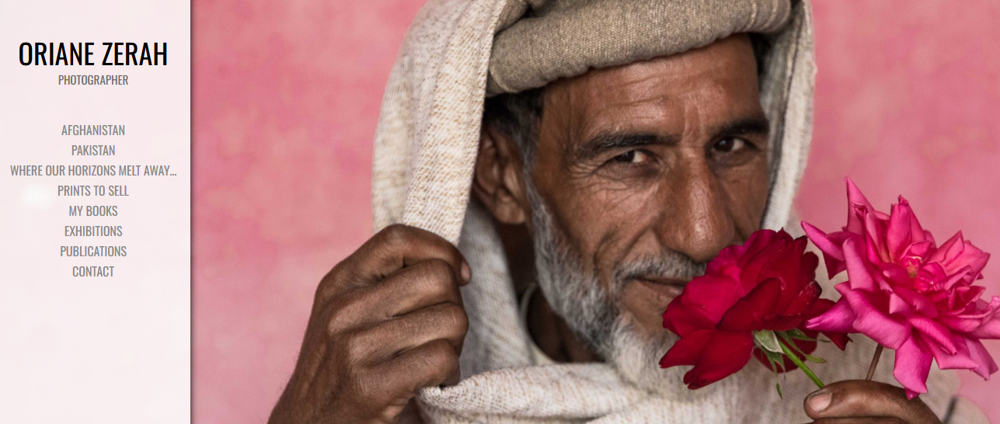 ORIANE ZERAH
PHOTOGRAPHER
AFGHANISTAN
PAKISTAN
WHERE OUR HORIZONS MELT AWAY...
PRINTS TO SELL
MY BOOKS
EXHIBITIONS
PUBLICATIONS
CONTACT